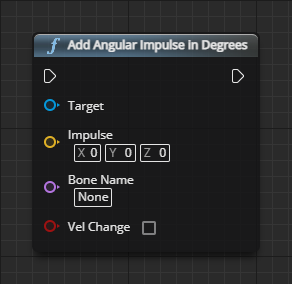 f Add Angular Impulse in Degrees
Target
Impulse
X 0 Y 0 Z 0
Bone Name
None
Vel Change